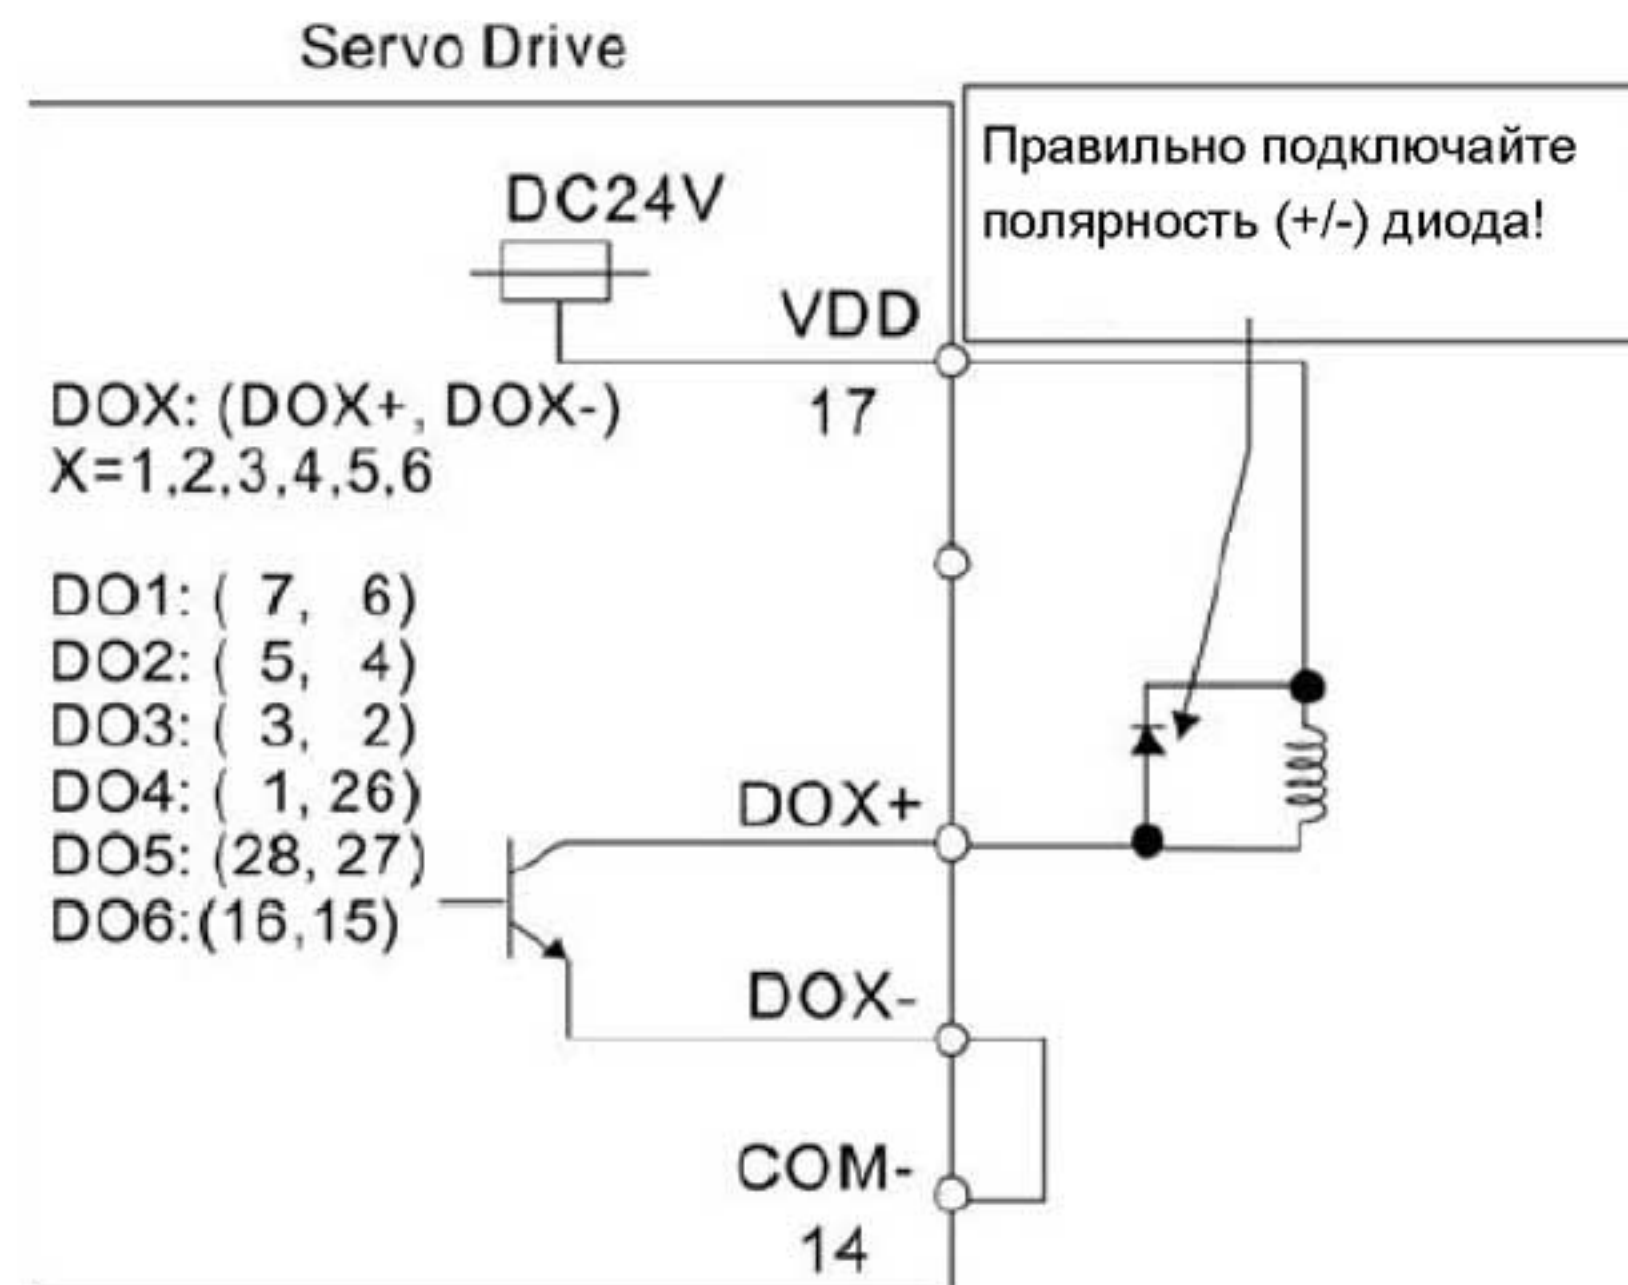 Servo Drive
Правильно подключайте
полярность (+/-) диода!
DC24V
VDD
17
DOX: (DOX+, DOX-)
X=1,2,3,4,5,6
DO1: ( 7, 6)
DO2: ( 5, 4)
DO3: ( 3, 2)
DO4: ( 1, 26)
DO5: (28, 27)
DO6:(16,15)
DOX+
DOX-
COM-
14